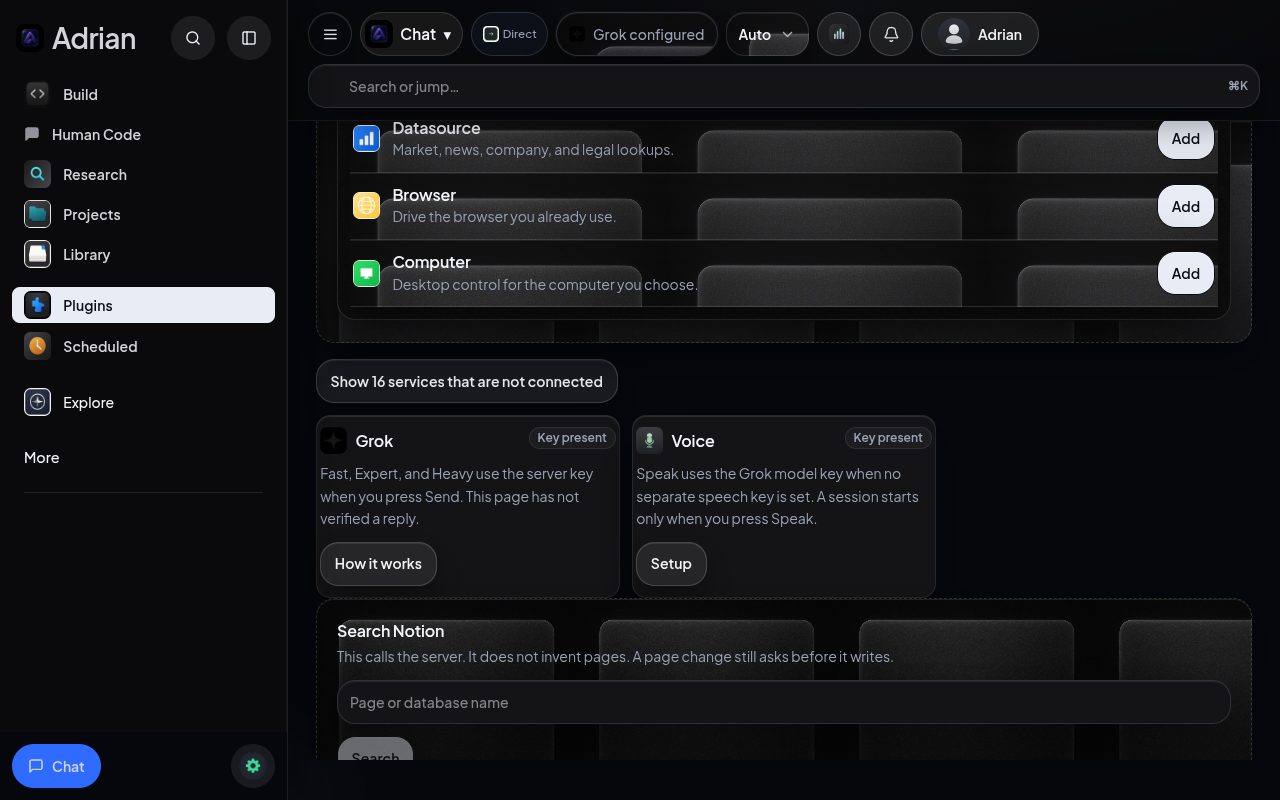 Adrian
Build
Human Code
Research
Projects
Library
Plugins
Scheduled
Explore
More
Chat
Chat ▾
Direct
Grok configured
Auto
Adrian
Search or jump…
⌘K
Datasource
Market, news, company, and legal lookups.
Add
Browser
Drive the browser you already use.
Add
Computer
Desktop control for the computer you choose.
Add
Show 16 services that are not connected
Grok
Key present
Fast, Expert, and Heavy use the server key
when you press Send. This page has not
verified a reply.
How it works
Voice
Key present
Speak uses the Grok model key when no
separate speech key is set. A session starts
only when you press Speak.
Setup
Search Notion
This calls the server. It does not invent pages. A page change still asks before it writes.
Page or database name
Search